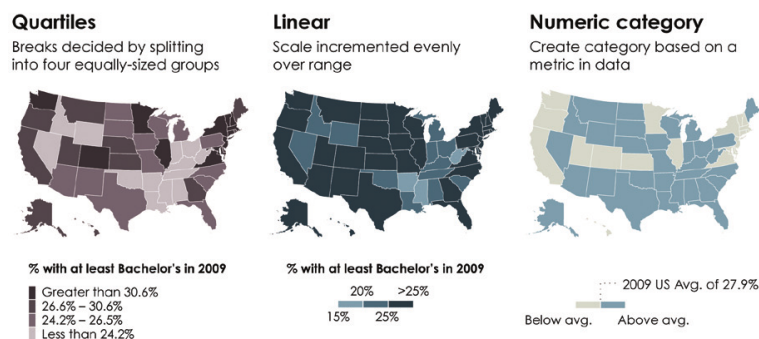 Quartiles
Breaks decided by splitting
into four equally-sized groups
% with at least Bachelor's in 2009
Greater than 30.6%
26.6% – 30.6%
24.2% – 26.5%
Less than 24.2%
Linear
Scale incremented evenly
over range
% with at least Bachelor's in 2009
20% >25%
15% 25%
Numeric category
Create category based on a
metric in data
2009 US Avg. of 27.9%
Below avg. Above avg.